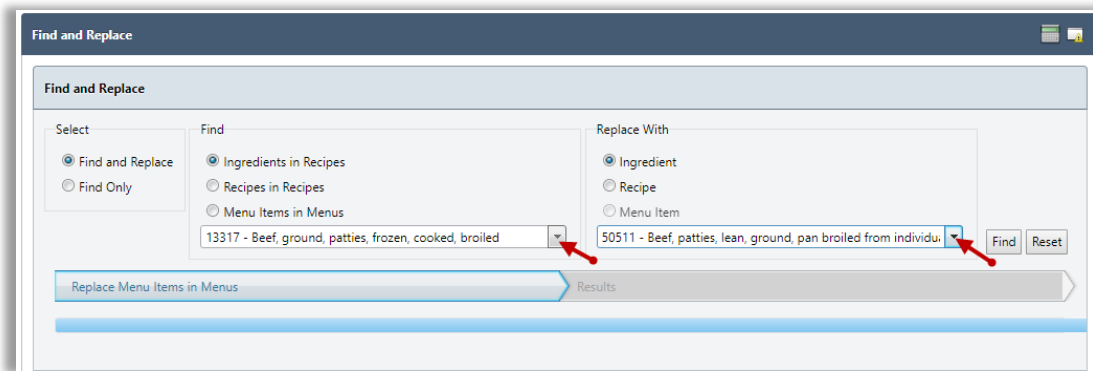 Find and Replace
Find and Replace
Select
Find and Replace
Find Only
Find
Ingredients in Recipes
Recipes in Recipes
Menu Items in Menus
13317 - Beef, ground, patties, frozen, cooked, broiled
Replace With
Ingredient
Recipe
Menu Item
50511 - Beef, patties, lean, ground, pan broiled from individu
Find
Reset
Replace Menu Items in Menus
Results